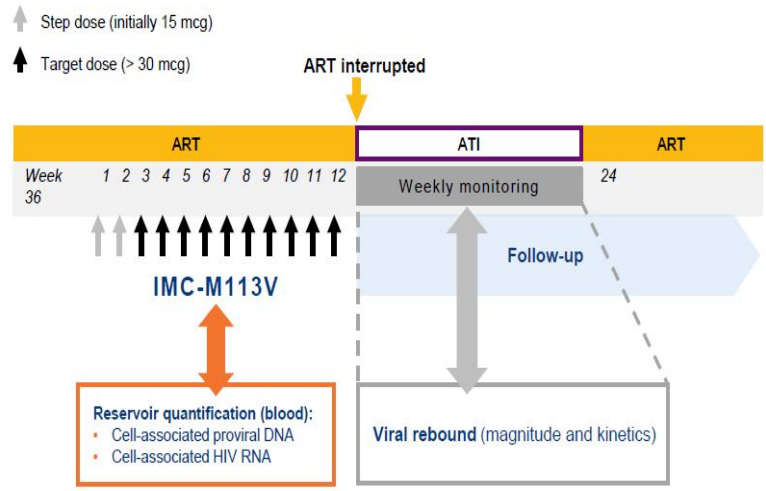 Step dose (initially 15 mcg)
Target dose (> 30 mcg)
ART interrupted
ART ATI ART
Week 1 2 3 4 5 6 7 8 9 10 11 12 Weekly monitoring 24
36
Follow-up
IMC-M113V
Reservoir quantification (blood):
• Cell-associated proviral DNA
• Cell-associated HIV RNA
Viral rebound (magnitude and kinetics)